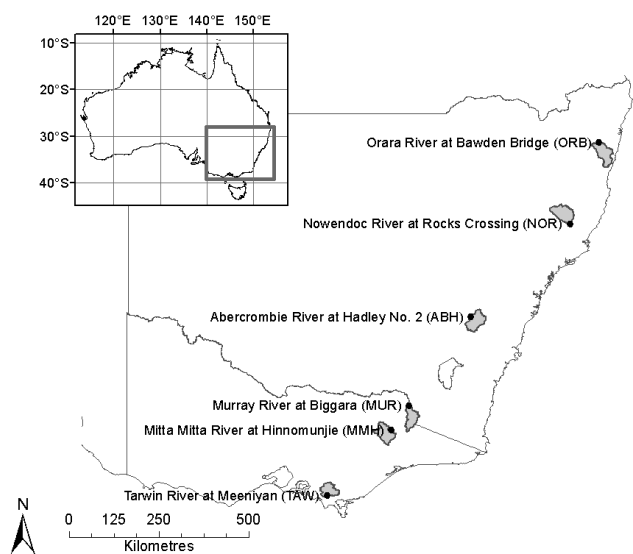 120°E 130°E 140°E 150°E
10°S
20°S
30°S
40°S
Orara River at Bawden Bridge (ORB)
Nowendoc River at Rocks Crossing (NOR)
Abercrombie River at Hadley No. 2 (ABH)
Murray River at Biggara (MUR)
Mitta Mitta River at Hinnomunjie (MMH)
Tarwin River at Meeniyan (TAW)
N
0 125 250 500
Kilometres